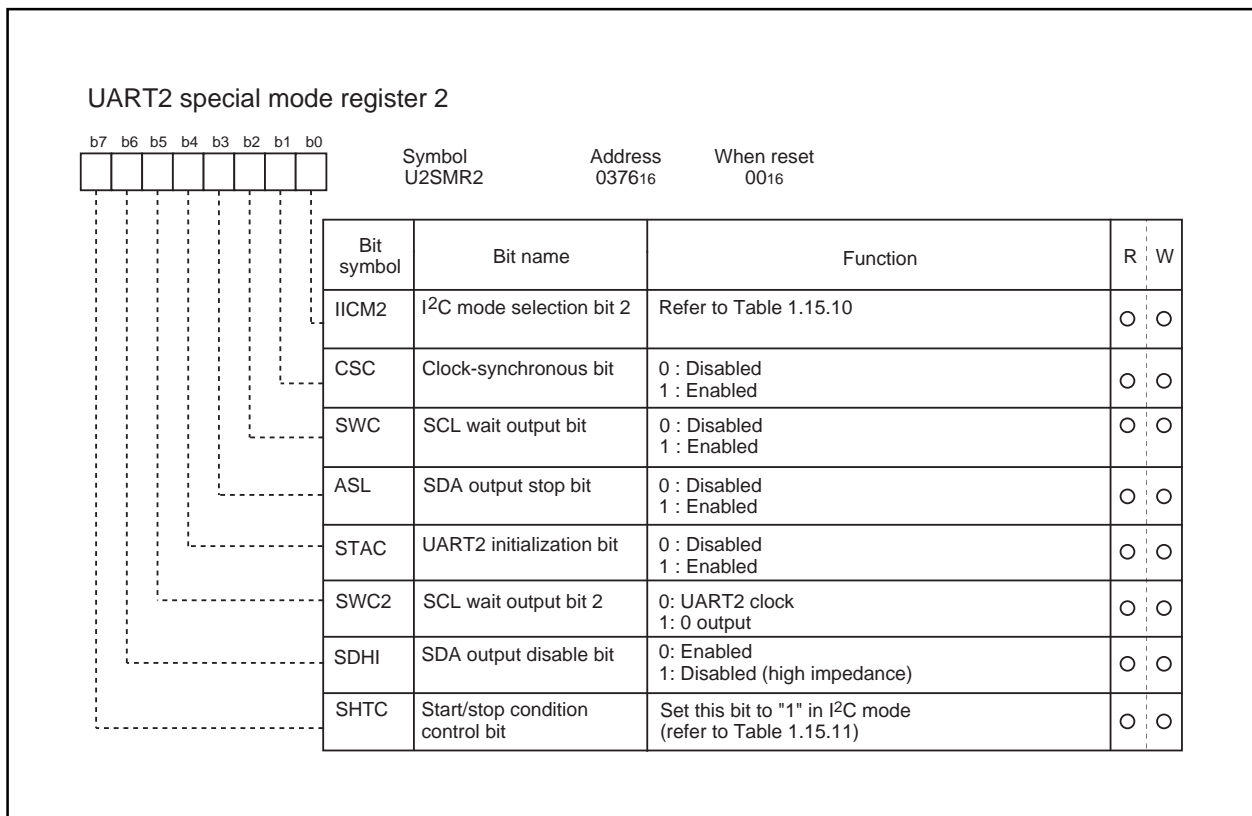 UART2 special mode register 2
b7 b6 b5 b4 b3 b2 b1 b0
Symbol Address When reset
U2SMR2 037616 0016
Bit symbol Bit name Function R W
IICM2 I2C mode selection bit 2 Refer to Table 1.15.10
CSC Clock-synchronous bit 0 : Disabled
1 : Enabled
SWC SCL wait output bit 0 : Disabled
1 : Enabled
ASL SDA output stop bit 0 : Disabled
1 : Enabled
STAC UART2 initialization bit 0 : Disabled
1 : Enabled
SWC2 SCL wait output bit 2 0: UART2 clock
1: 0 output
SDHI SDA output disable bit 0: Enabled
1: Disabled (high impedance)
SHTC Start/stop condition control bit Set this bit to "1" in I2C mode
(refer to Table 1.15.11)